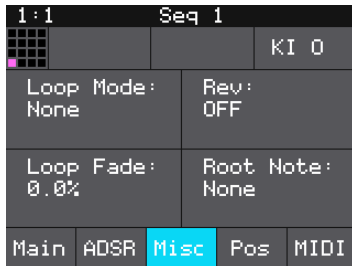 1:1 Seq 1
KI O
Loop Mode: Rev:
None OFF
Loop Fade: Root Note:
0.0% None
Main ADSR Misc Pos MIDI